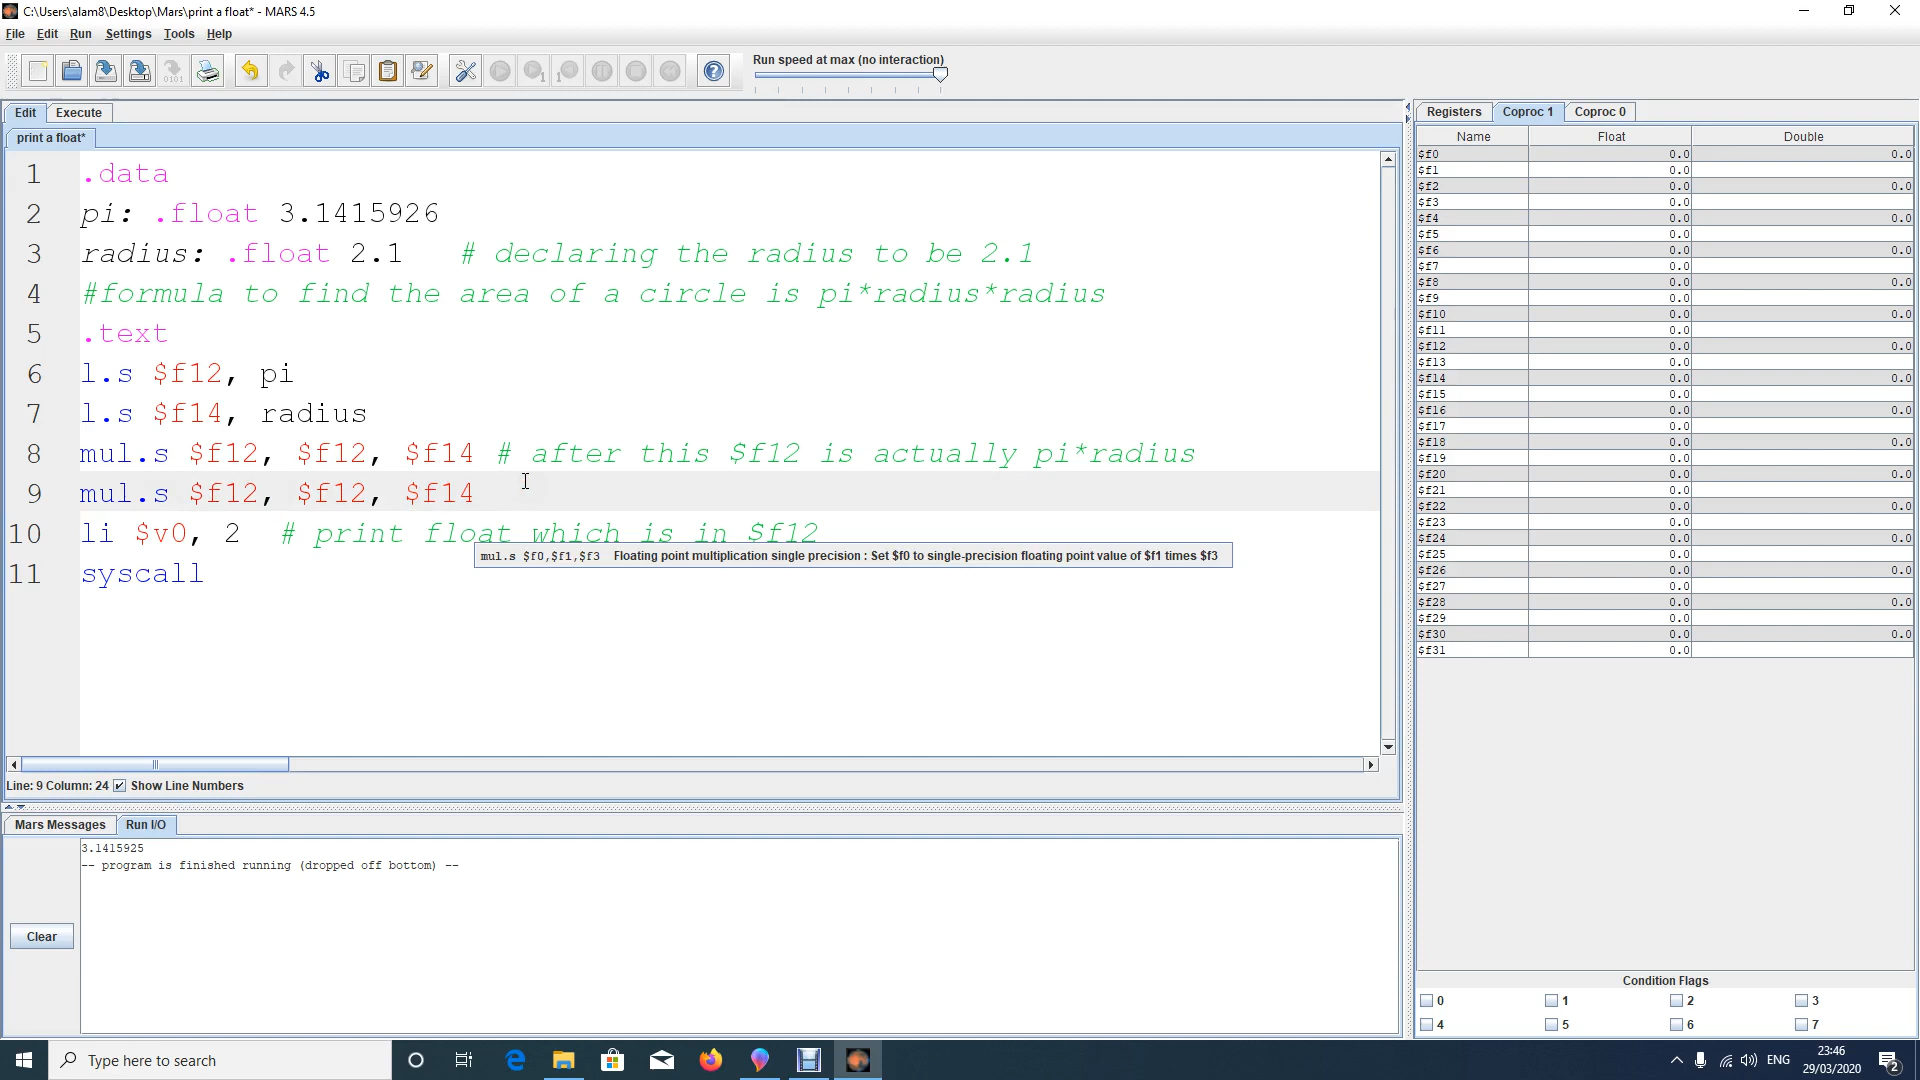 C:\Users\alam8\Desktop\Mars\print a float* - MARS 4.5
File Edit Run Settings Tools Help
Run speed at max (no interaction)
Edit Execute
print a float*
1 .data
2 pi: .float 3.1415926
3 radius: .float 2.1 # declaring the radius to be 2.1
4 #formula to find the area of a circle is pi*radius*radius
5 .text
6 l.s $f12, pi
7 l.s $f14, radius
8 mul.s $f12, $f12, $f14 # after this $f12 is actually pi*radius
9 mul.s $f12, $f12, $f14
10 li $v0, 2 # print float which is in $f12
mul.s $f0,$f1,$f3 Floating point multiplication single precision : Set $f0 to single-precision floating point value of $f1 times $f3
11 syscall
Line: 9 Column: 24 Show Line Numbers
Mars Messages Run I/O
3.1415925
-- program is finished running (dropped off bottom) --
Clear
Registers Coproc 1 Coproc 0
Name Float Double
$f0 0.0 0.0
$f1 0.0
$f2 0.0 0.0
$f3 0.0
$f4 0.0 0.0
$f5 0.0
$f6 0.0 0.0
$f7 0.0
$f8 0.0 0.0
$f9 0.0
$f10 0.0 0.0
$f11 0.0
$f12 0.0 0.0
$f13 0.0
$f14 0.0 0.0
$f15 0.0
$f16 0.0 0.0
$f17 0.0
$f18 0.0 0.0
$f19 0.0
$f20 0.0 0.0
$f21 0.0
$f22 0.0 0.0
$f23 0.0
$f24 0.0 0.0
$f25 0.0
$f26 0.0 0.0
$f27 0.0
$f28 0.0 0.0
$f29 0.0
$f30 0.0 0.0
$f31 0.0
Condition Flags
0 1 2 3
4 5 6 7
Type here to search
ENG
23:46
29/03/2020
2